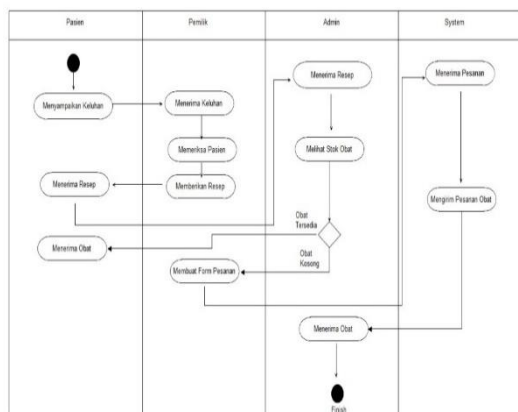 Pasien
Pemilik
Admin
System
Menyampaikan Keluhan
Menerima Keluhan
Memeriksa Pasien
Memberikan Resep
Menerima Resep
Menerima Resep
Melihat Stok Obat
Obat
Tersedia
Menerima Obat
Obat
Kosong
Membuat Form Pesanan
Menerima Pesanan
Mengirim Pesanan Obat
Menerima Obat
Finish